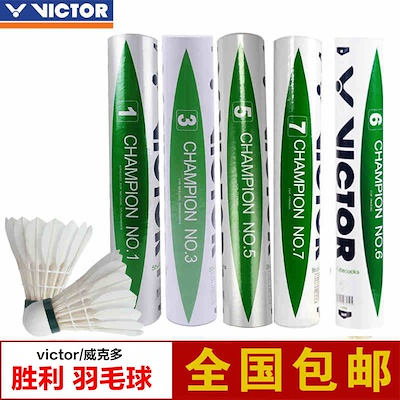 VICTOR
1 CHAMPION NO.1
3 CHAMPION NO.3
5 CHAMPION NO.5
7 CHAMPION NO.7
6 CHAMPION NO.6
VICTOR
victor/威克多
胜利 羽毛球
全国包邮